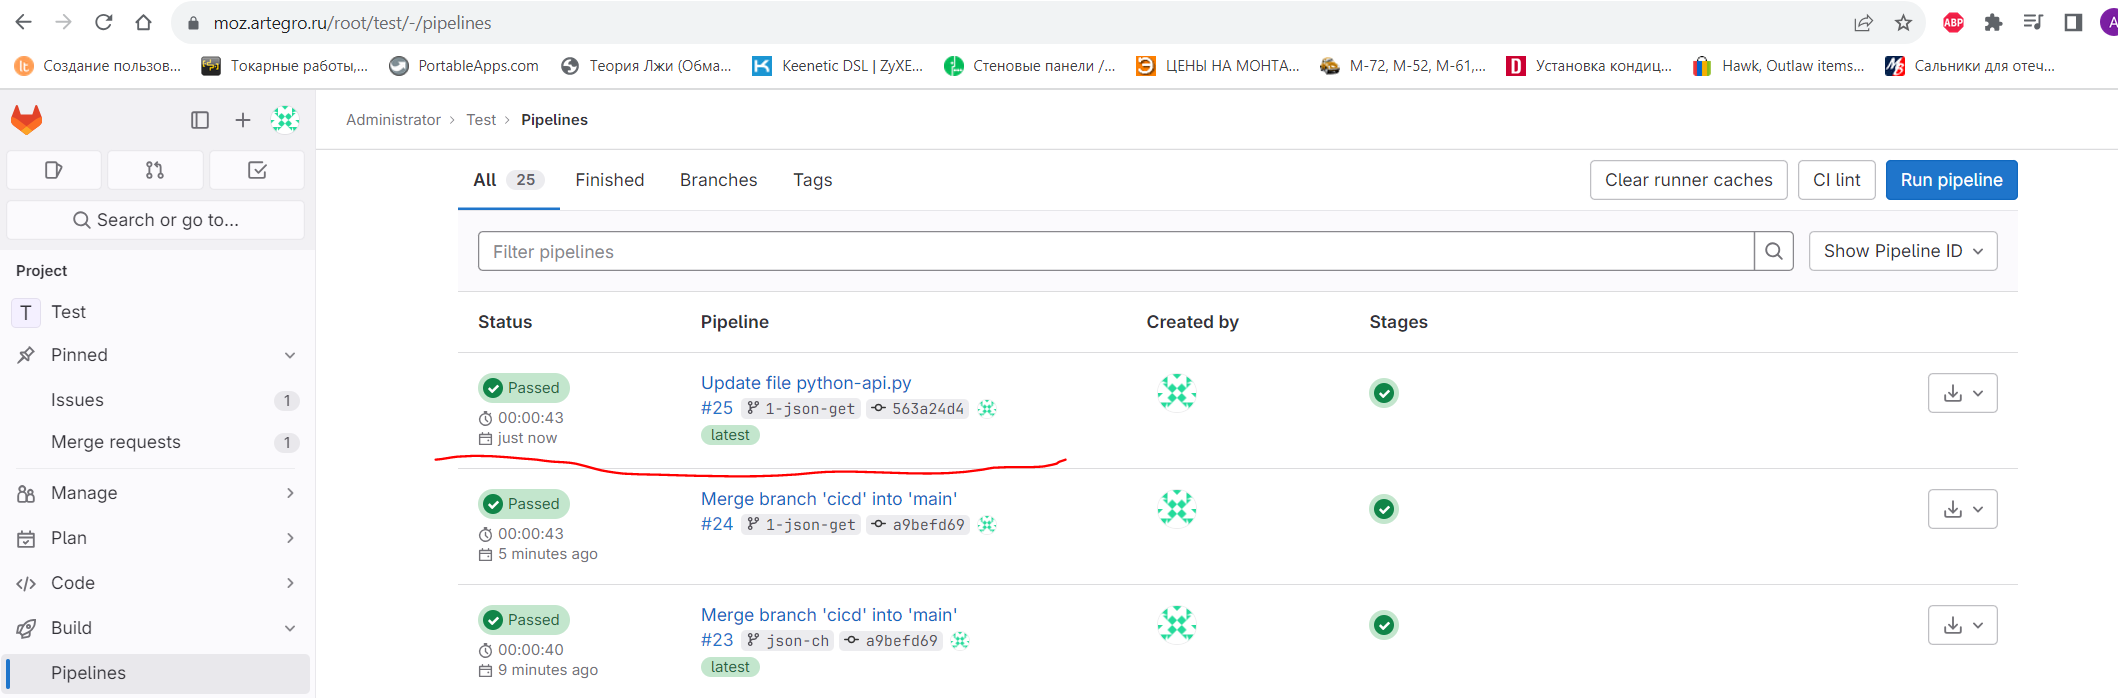 moz.artegro.ru/root/test/-/pipelines
ABP
A
lt Создание пользов...
Токарные работы,...
PortableApps.com
Теория Лжи (Обма...
Keenetic DSL | ZyXE...
Стеновые панели /...
ЦЕНЫ НА МОНТА...
М-72, М-52, М-61,...
D Установка кондиц...
Hawk, Outlaw items...
Сальники для отеч...
Administrator › Test › Pipelines
Search or go to...
Project
T Test
Pinned
Issues 1
Merge requests 1
Manage
Plan
Code
Build
Pipelines
All 25 Finished Branches Tags
Clear runner caches CI lint Run pipeline
Filter pipelines
Show Pipeline ID
Status Pipeline Created by Stages
Passed
00:00:43
just now
Update file python-api.py
#25 1-json-get 563a24d4
latest
Passed
00:00:43
5 minutes ago
Merge branch 'cicd' into 'main'
#24 1-json-get a9befd69
Passed
00:00:40
9 minutes ago
Merge branch 'cicd' into 'main'
#23 json-ch a9befd69
latest